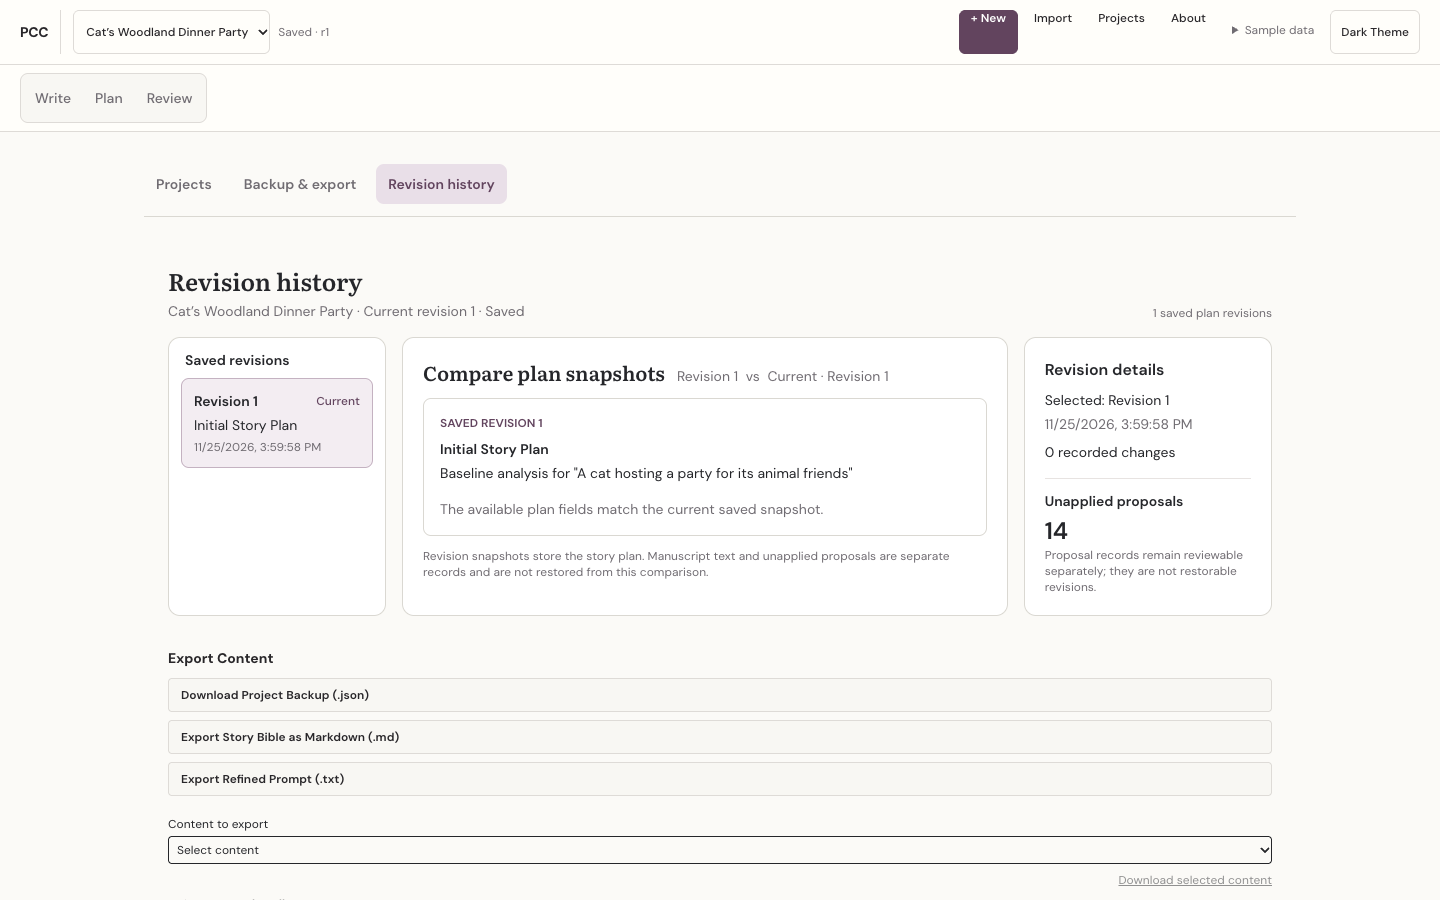 PCC
Cat's Woodland Dinner Party
Saved · r1
+ New
Import
Projects
About
▶ Sample data
Dark Theme
Write
Plan
Review
Projects
Backup & export
Revision history
Revision history
Cat's Woodland Dinner Party · Current revision 1 · Saved
1 saved plan revisions
Saved revisions
Revision 1
Current
Initial Story Plan
11/25/2026, 3:59:58 PM
Compare plan snapshots
Revision 1 vs Current · Revision 1
SAVED REVISION 1
Initial Story Plan
Baseline analysis for "A cat hosting a party for its animal friends"
The available plan fields match the current saved snapshot.
Revision snapshots store the story plan. Manuscript text and unapplied proposals are separate
records and are not restored from this comparison.
Revision details
Selected: Revision 1
11/25/2026, 3:59:58 PM
0 recorded changes
Unapplied proposals
14
Proposal records remain reviewable
separately; they are not restorable
revisions.
Export Content
Download Project Backup (.json)
Export Story Bible as Markdown (.md)
Export Refined Prompt (.txt)
Content to export
Select content
Download selected content